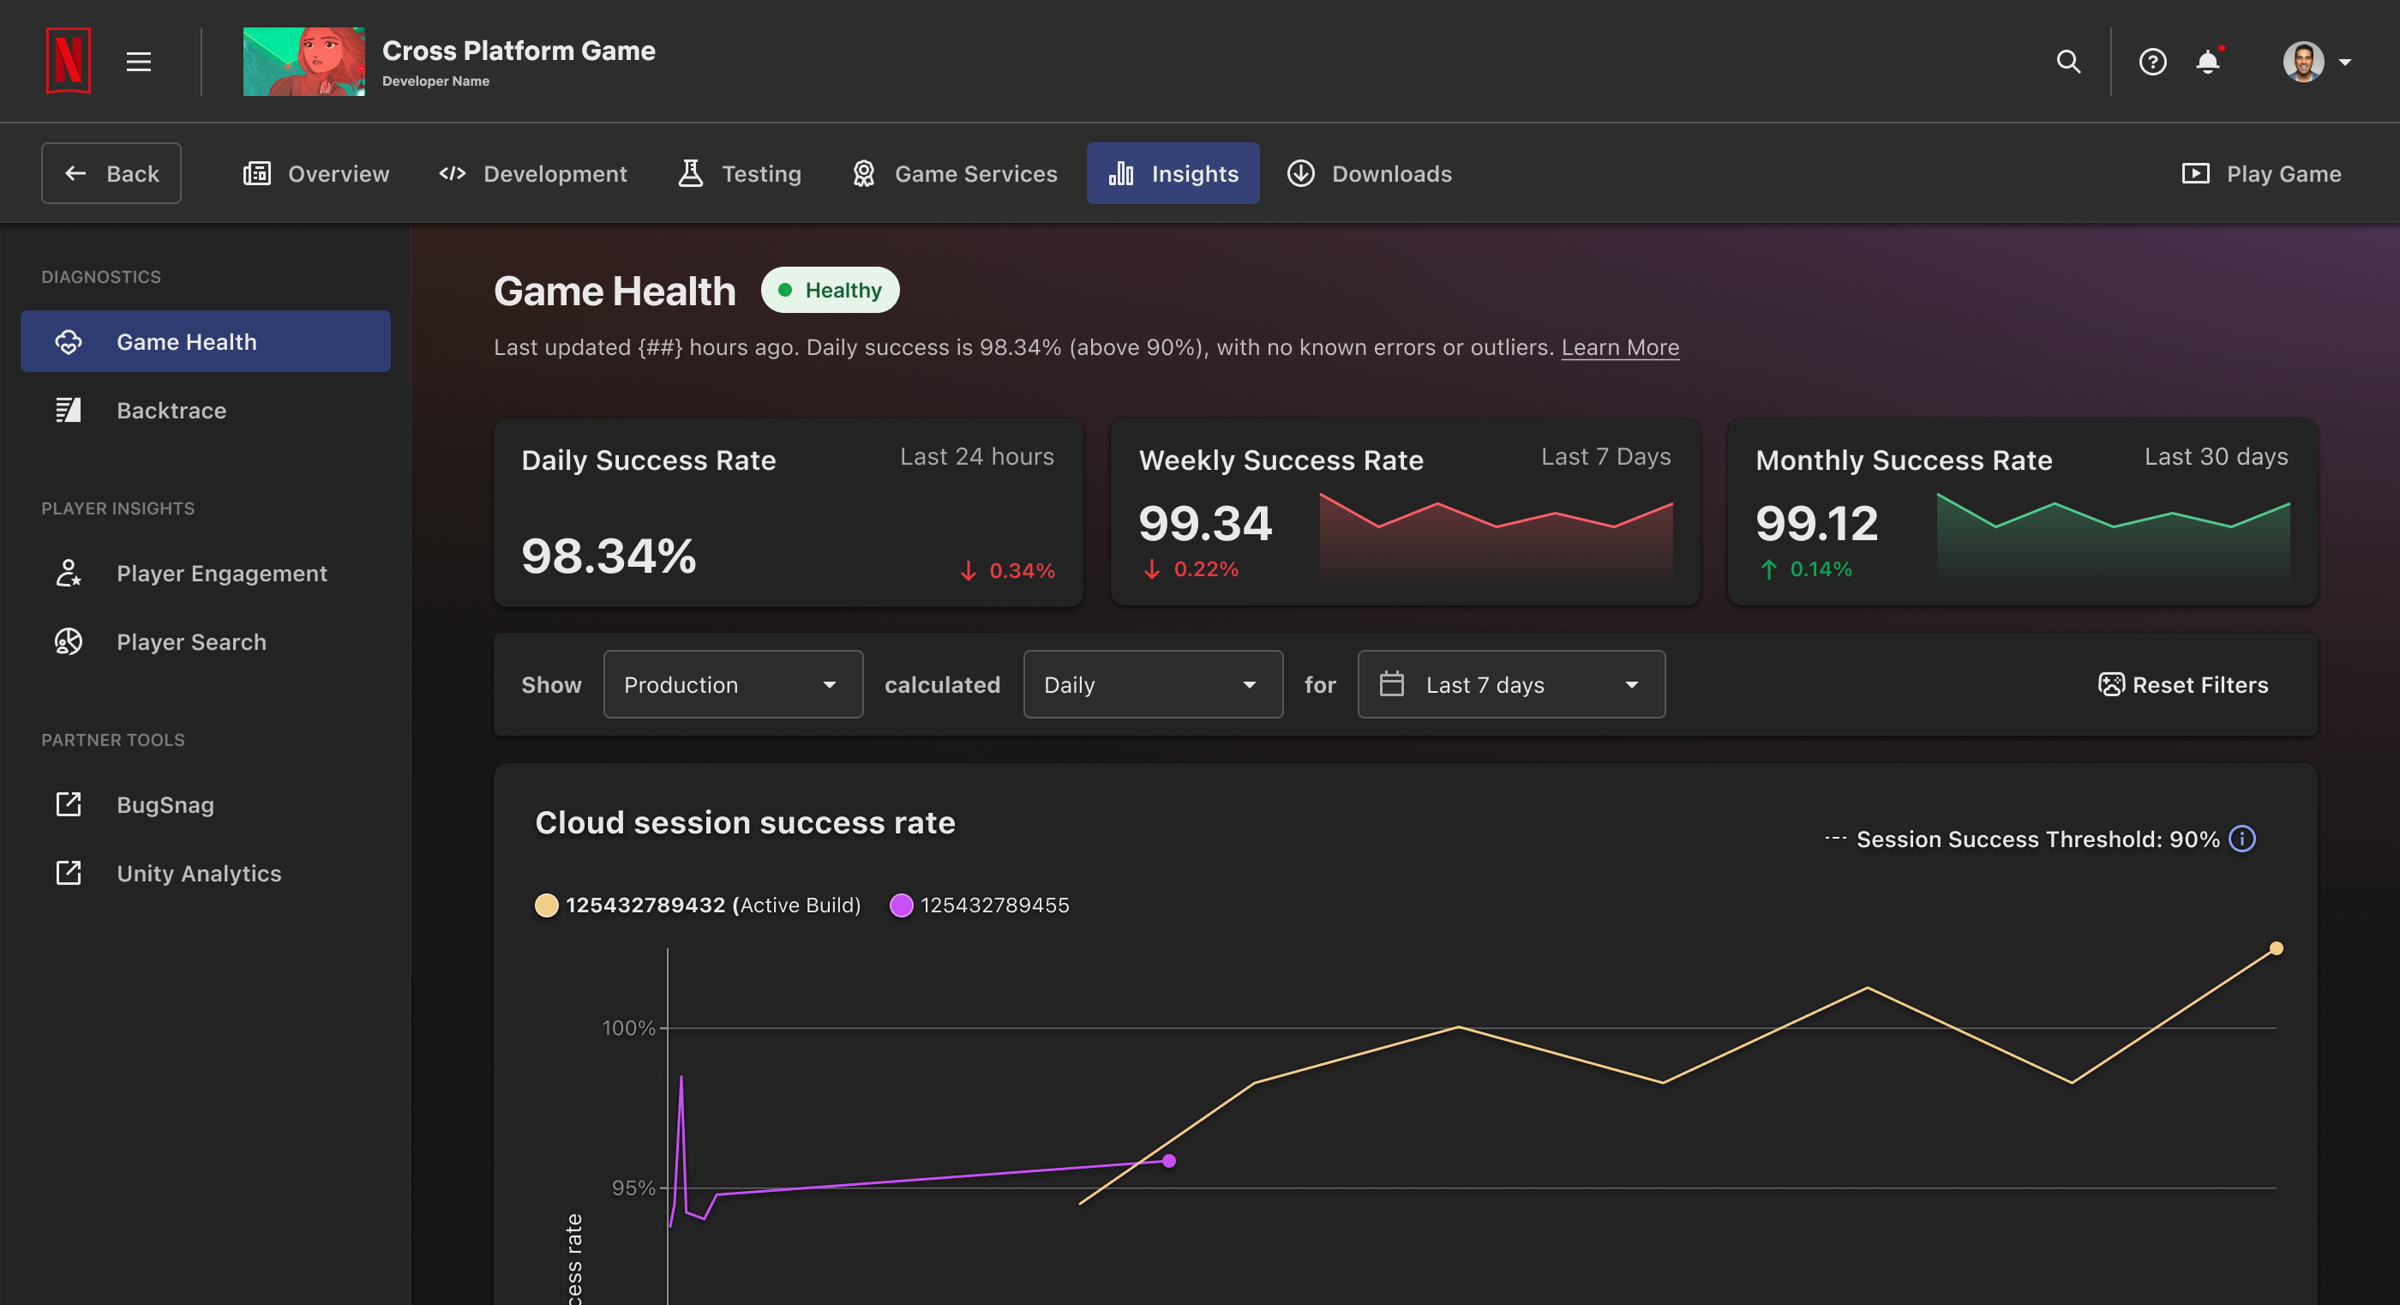 Cross Platform Game
Developer Name
Back
Overview
Development
Testing
Game Services
Insights
Downloads
Play Game
DIAGNOSTICS
Game Health
Backtrace
PLAYER INSIGHTS
Player Engagement
Player Search
PARTNER TOOLS
BugSnag
Unity Analytics
Game Health
Healthy
Last updated {##} hours ago. Daily success is 98.34% (above 90%), with no known errors or outliers. Learn More
Daily Success Rate
Last 24 hours
98.34%
0.34%
Weekly Success Rate
Last 7 Days
99.34
0.22%
Monthly Success Rate
Last 30 days
99.12
0.14%
Show
Production
calculated
Daily
for
Last 7 days
Reset Filters
Cloud session success rate
--- Session Success Threshold: 90%
125432789432 (Active Build)
125432789455
100%
95%
cess rate